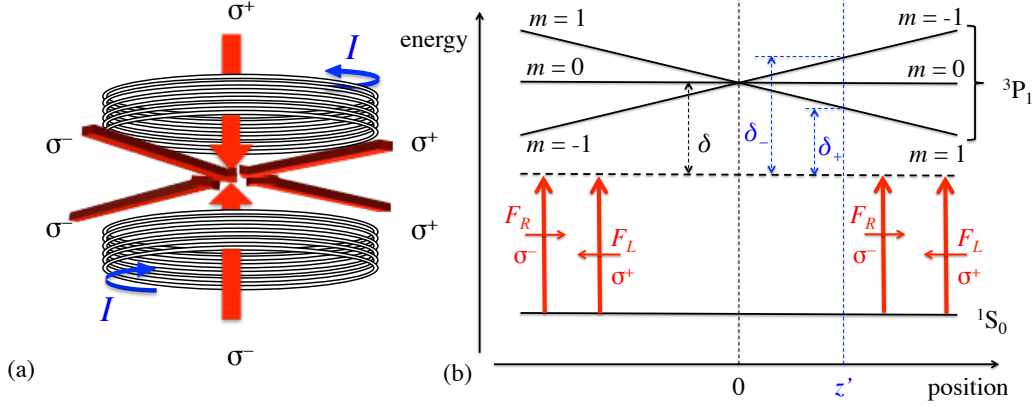 σ⁺
I
σ⁻
σ⁺
σ⁻
σ⁺
I
σ⁻
(a)
energy
m = 1
m = -1
m = 0
m = 0
³P₁
m = -1
m = 1
δ
δ₋
δ₊
F_R
σ⁻
F_L
σ⁺
F_R
σ⁻
F_L
σ⁺
¹S₀
(b)
0
z’
position